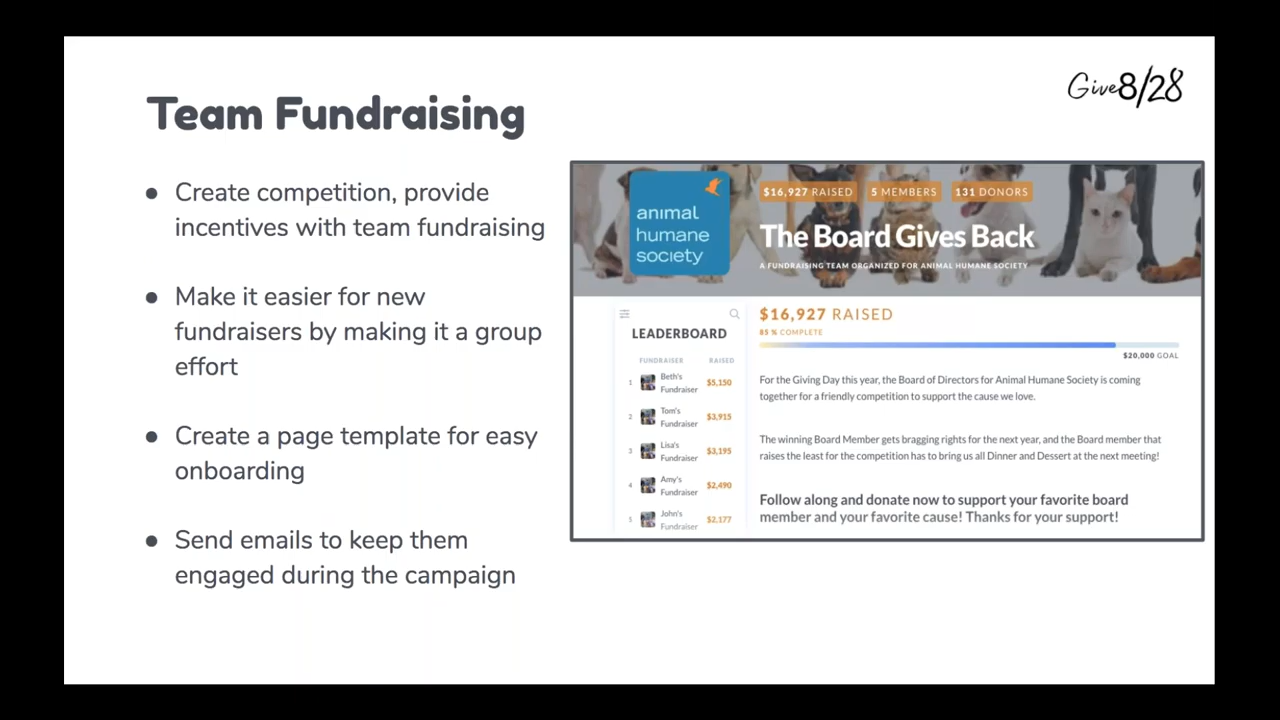 Give8/28
Team Fundraising
● Create competition, provide
incentives with team fundraising
● Make it easier for new
fundraisers by making it a group
effort
● Create a page template for easy
onboarding
● Send emails to keep them
engaged during the campaign
animal
humane
society
$16,927 RAISED 5 MEMBERS 131 DONORS
The Board Gives Back
A FUNDRAISING TEAM ORGANIZED FOR ANIMAL HUMANE SOCIETY
LEADERBOARD
FUNDRAISER RAISED
1 Beth's
Fundraiser $5,150
2 Tom's
Fundraiser $3,915
3 Lisa's
Fundraiser $3,195
4 Amy's
Fundraiser $2,490
5 John's
Fundraiser $2,177
$16,927 RAISED
85 % COMPLETE
$20,000 GOAL
For the Giving Day this year, the Board of Directors for Animal Humane Society is coming
together for a friendly competition to support the cause we love.
The winning Board Member gets bragging rights for the next year, and the Board member that
raises the least for the competition has to bring us all Dinner and Dessert at the next meeting!
Follow along and donate now to support your favorite board
member and your favorite cause! Thanks for your support!